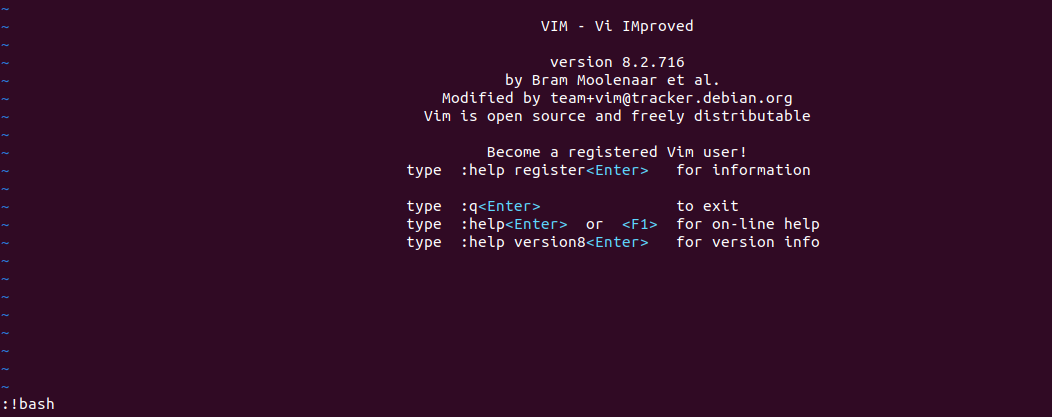 ~
~ VIM - Vi IMproved
~
~ version 8.2.716
~ by Bram Moolenaar et al.
~ Modified by team+vim@tracker.debian.org
~ Vim is open source and freely distributable
~
~ Become a registered Vim user!
~ type :help register<Enter> for information
~
~ type :q<Enter> to exit
~ type :help<Enter> or <F1> for on-line help
~ type :help version8<Enter> for version info
~
~
~
~
~
~
~
~
:!bash